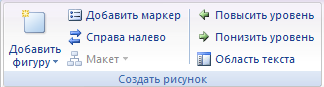 Добавить фигуру
Добавить маркер
Справа налево
Макет
Повысить уровень
Понизить уровень
Область текста
Создать рисунок